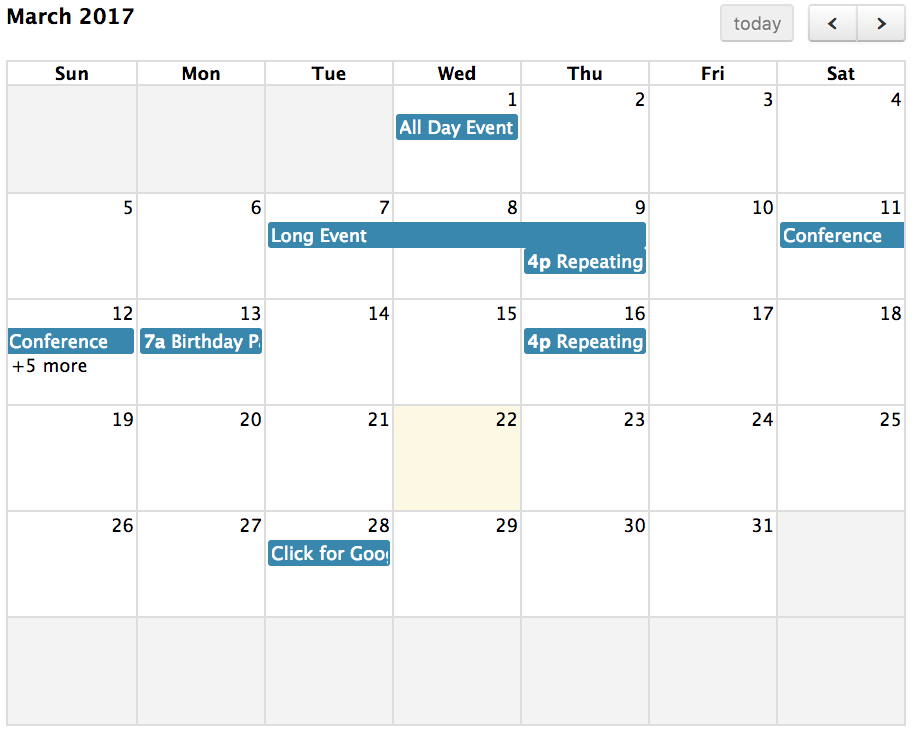 March 2017
today
Sun Mon Tue Wed Thu Fri Sat
1 2 3 4
All Day Event
5 6 7 8 9 10 11
Long Event Conference
4p Repeating
12 13 14 15 16 17 18
Conference 7a Birthday 4p Repeating
+5 more
19 20 21 22 23 24 25
26 27 28 29 30 31
Click for